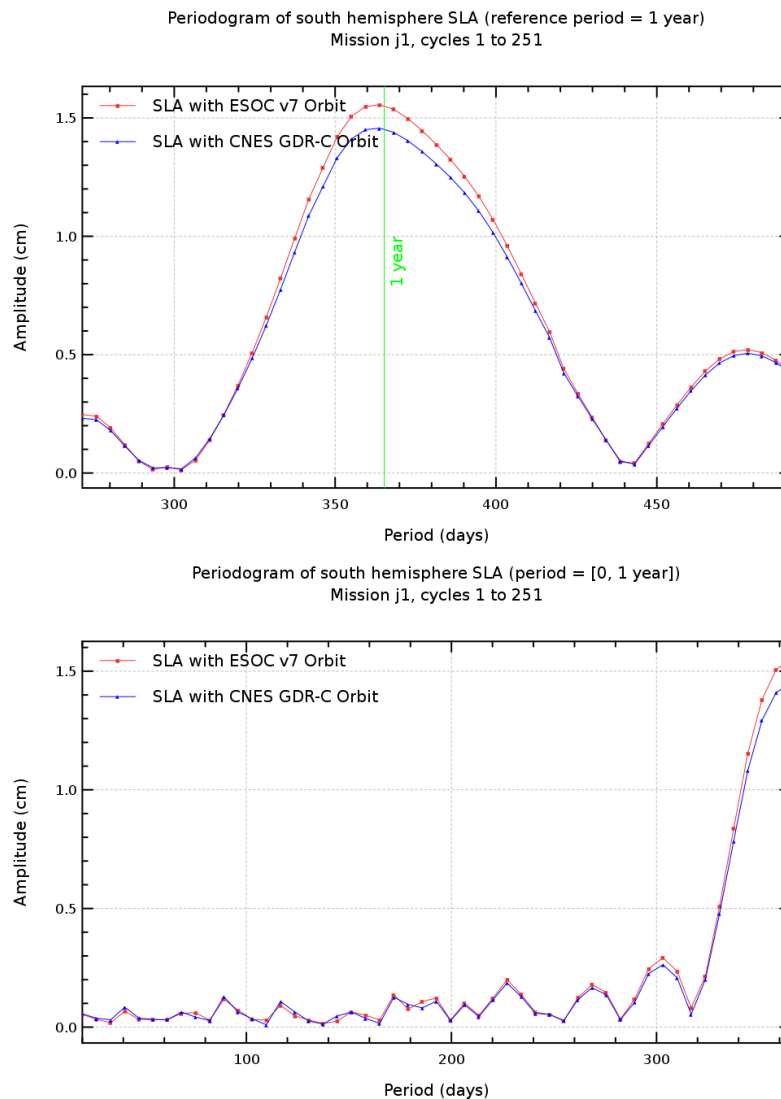 Periodogram of south hemisphere SLA (reference period = 1 year)
Mission j1, cycles 1 to 251
SLA with ESOC v7 Orbit
SLA with CNES GDR-C Orbit
1 year
1.5
1.0
0.5
0.0
Amplitude (cm)
300 350 400 450
Period (days)
Periodogram of south hemisphere SLA (period = [0, 1 year])
Mission j1, cycles 1 to 251
SLA with ESOC v7 Orbit
SLA with CNES GDR-C Orbit
1.5
1.0
0.5
0.0
Amplitude (cm)
100 200 300
Period (days)